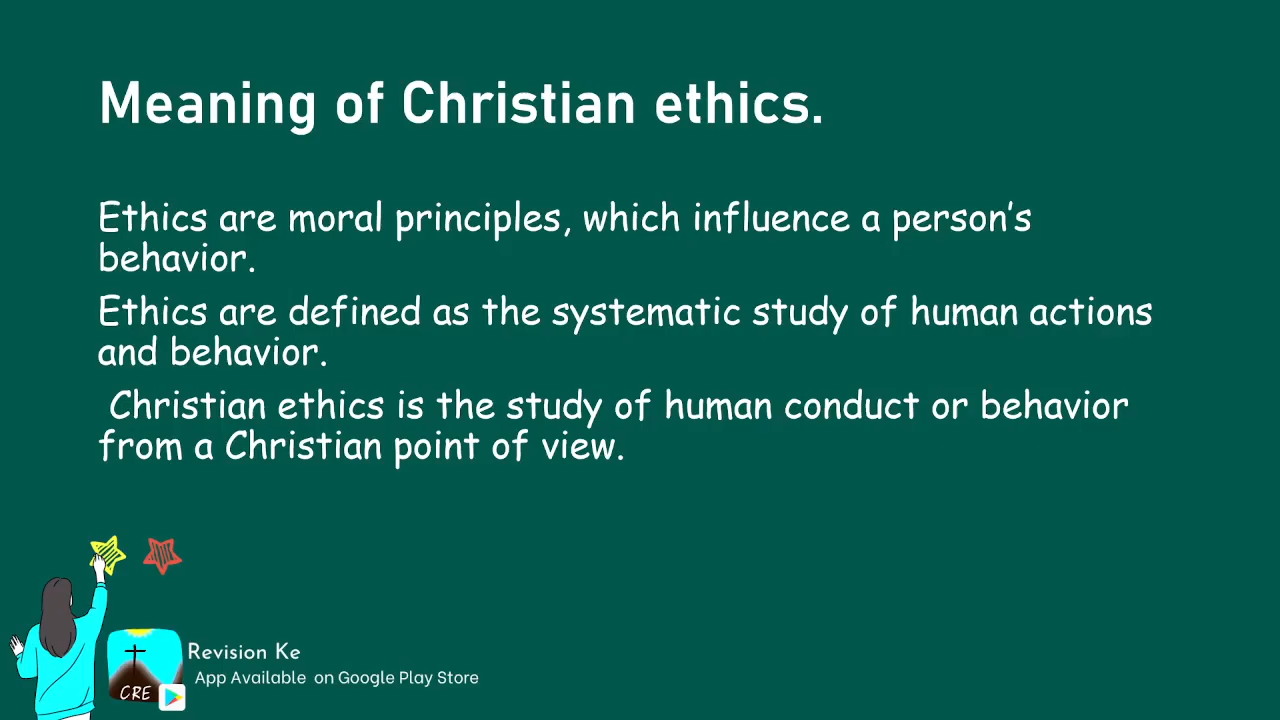 Meaning of Christian ethics.
Ethics are moral principles, which influence a person's
behavior.
Ethics are defined as the systematic study of human actions
and behavior.
Christian ethics is the study of human conduct or behavior
from a Christian point of view.
CRE
Revision Ke
App Available on Google Play Store